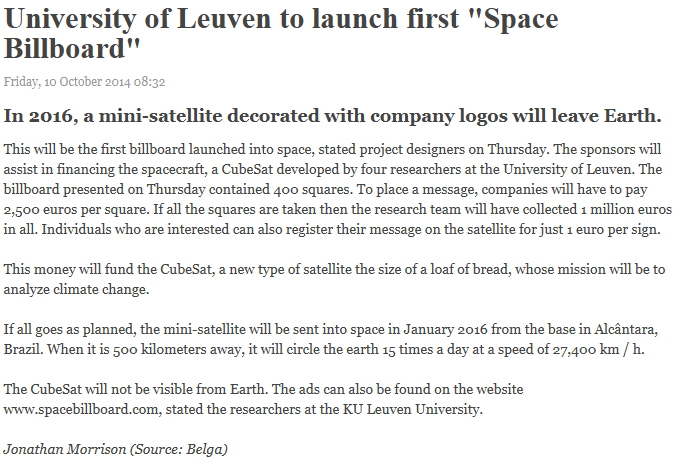 University of Leuven to launch first "Space
Billboard"
Friday, 10 October 2014 08:32
In 2016, a mini-satellite decorated with company logos will leave Earth.
This will be the first billboard launched into space, stated project designers on Thursday. The sponsors will
assist in financing the spacecraft, a CubeSat developed by four researchers at the University of Leuven. The
billboard presented on Thursday contained 400 squares. To place a message, companies will have to pay
2,500 euros per square. If all the squares are taken then the research team will have collected 1 million euros
in all. Individuals who are interested can also register their message on the satellite for just 1 euro per sign.
This money will fund the CubeSat, a new type of satellite the size of a loaf of bread, whose mission will be to
analyze climate change.
If all goes as planned, the mini-satellite will be sent into space in January 2016 from the base in Alcântara,
Brazil. When it is 500 kilometers away, it will circle the earth 15 times a day at a speed of 27,400 km / h.
The CubeSat will not be visible from Earth. The ads can also be found on the website
www.spacebillboard.com, stated the researchers at the KU Leuven University.
Jonathan Morrison (Source: Belga)